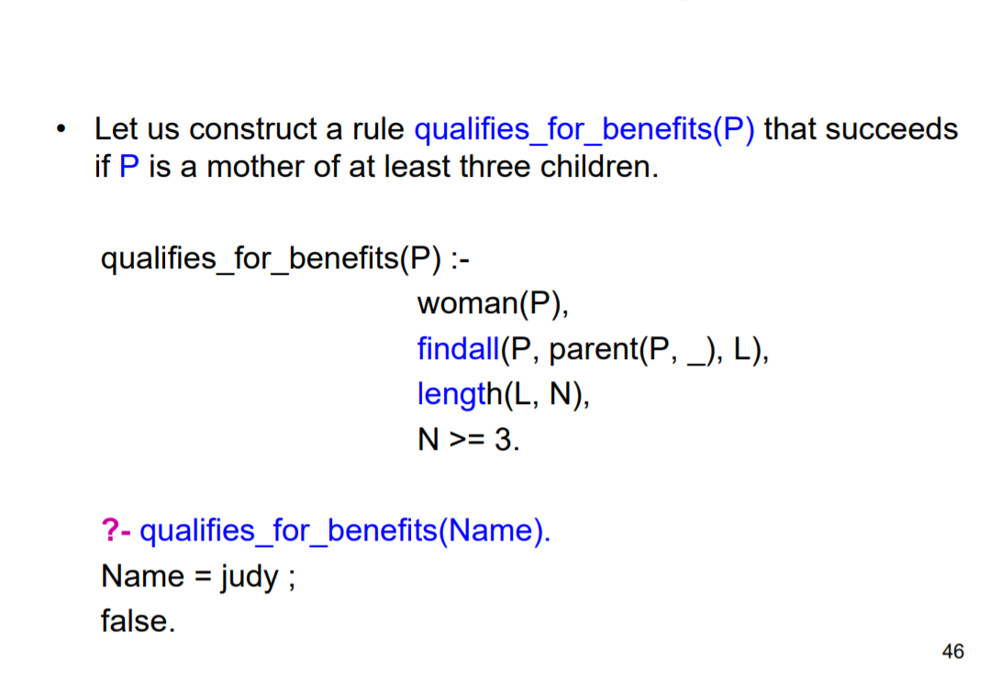 • Let us construct a rule qualifies_for_benefits(P) that succeeds
if P is a mother of at least three children.
qualifies_for_benefits(P) :-
woman(P),
findall(P, parent(P, _), L),
length(L, N),
N >= 3.
?- qualifies_for_benefits(Name).
Name = judy ;
false.
46